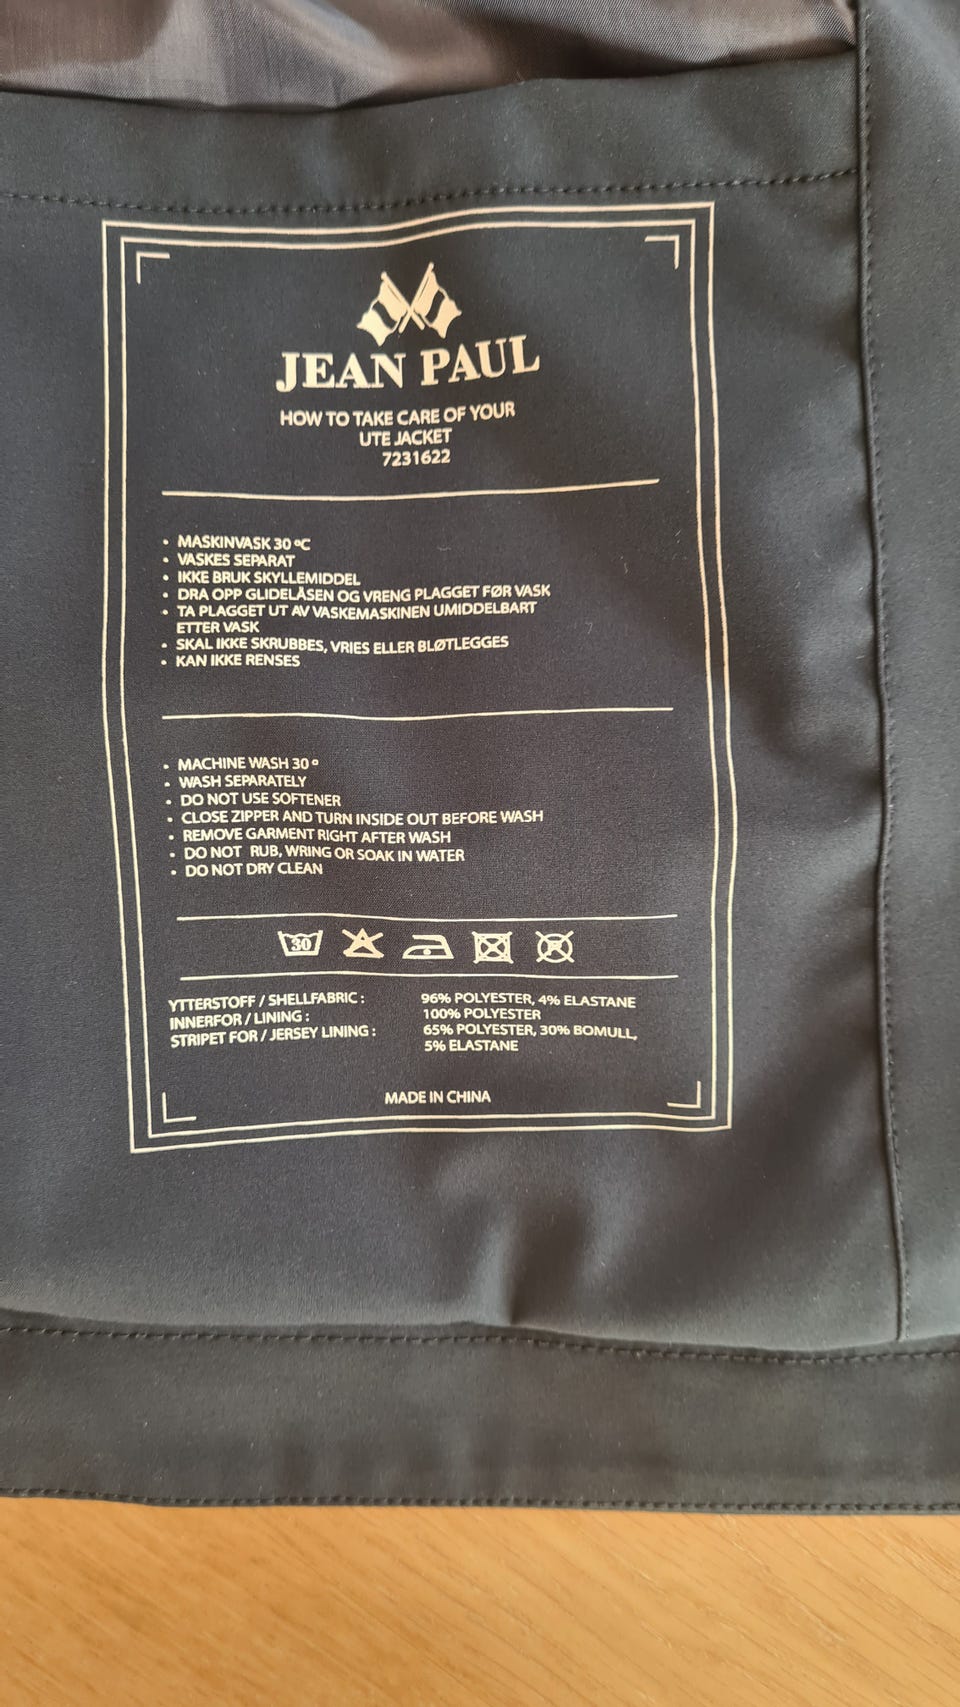 JEAN PAUL
HOW TO TAKE CARE OF YOUR
UTE JACKET
7231622
• MASKINVASK 30 ºC
• VASKES SEPARAT
• IKKE BRUK SKYLLEMIDDEL
• DRA OPP GLIDELÅSEN OG VRENG PLAGGET FØR VASK
• TA PLAGGET UT AV VASKEMASKINEN UMIDDELBART
ETTER VASK
• SKAL IKKE SKRUBBES, VRIES ELLER BLØTLEGGES
• KAN IKKE RENSES
• MACHINE WASH 30 º
• WASH SEPARATELY
• DO NOT USE SOFTENER
• CLOSE ZIPPER AND TURN INSIDE OUT BEFORE WASH
• REMOVE GARMENT RIGHT AFTER WASH
• DO NOT RUB, WRING OR SOAK IN WATER
• DO NOT DRY CLEAN
30 P
YTTERSTOFF / SHELLFABRIC : 96% POLYESTER, 4% ELASTANE
INNERFOR / LINING : 100% POLYESTER
STRIPET FOR / JERSEY LINING : 65% POLYESTER, 30% BOMULL,
5% ELASTANE
MADE IN CHINA